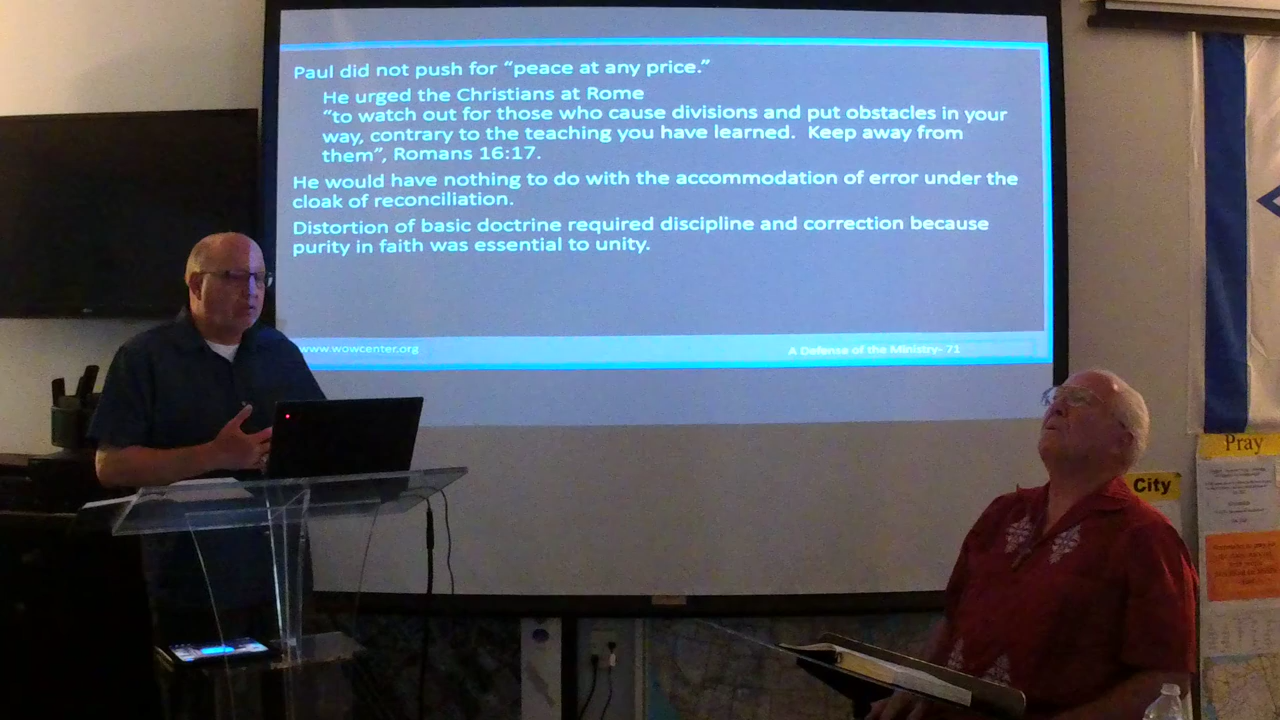 Paul did not push for “peace at any price.”
He urged the Christians at Rome
“to watch out for those who cause divisions and put obstacles in your
way, contrary to the teaching you have learned.  Keep away from
them”, Romans 16:17.
He would have nothing to do with the accommodation of error under the
cloak of reconciliation.
Distortion of basic doctrine required discipline and correction because
purity in faith was essential to unity.
www.wowcenter.org
A Defense of the Ministry- 71
Pray
City